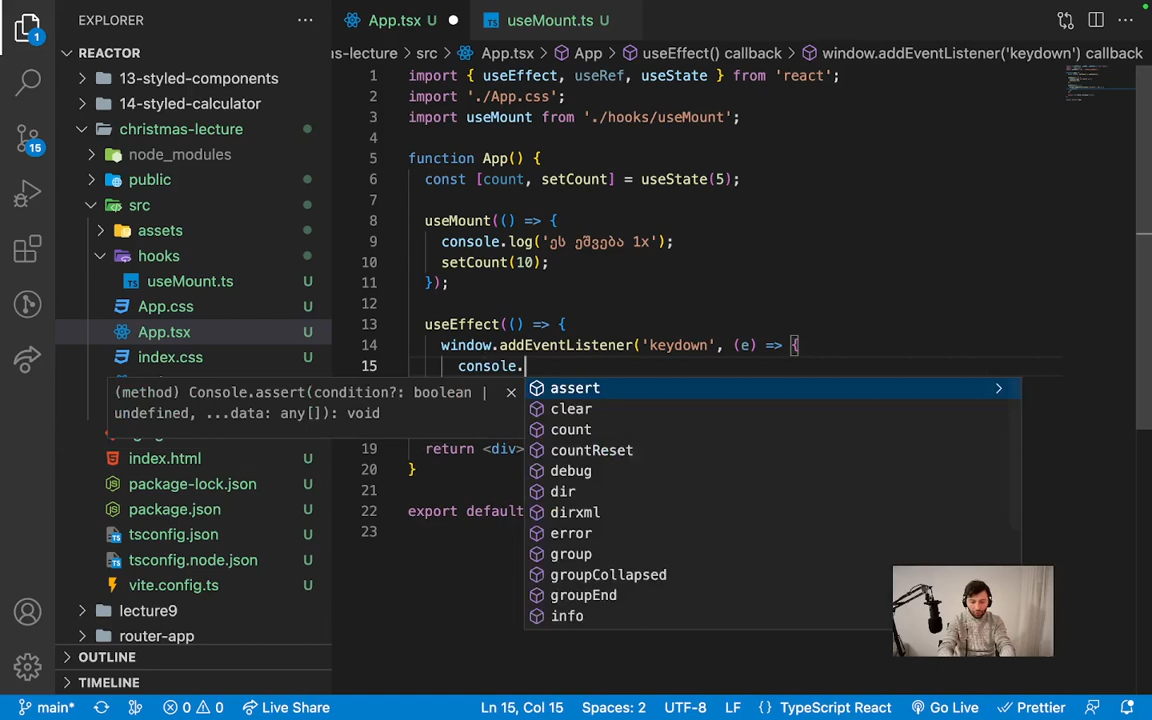 EXPLORER
App.tsx U
useMount.ts U
REACTOR
as-lecture > src > App.tsx > App > useEffect() callback > window.addEventListener('keydown') callback
13-styled-components
14-styled-calculator
christmas-lecture
node_modules
public
src
assets
hooks
useMount.ts U
App.css U
App.tsx U
index.css U
index.html U
package-lock.json U
package.json U
tsconfig.json U
tsconfig.node.json U
vite.config.ts U
lecture9
router-app
OUTLINE
TIMELINE
1
15
1 import { useEffect, useRef, useState } from 'react';
2 import './App.css';
3 import useMount from './hooks/useMount';
4
5 function App() {
6 const [count, setCount] = useState(5);
7
8 useMount(() => {
9 console.log('ეს ეშვება 1x');
10 setCount(10);
11 });
12
13 useEffect(() => {
14 window.addEventListener('keydown', (e) => {
15 console.
(method) Console.assert(condition?: boolean |
undefined, ...data: any[]): void
assert
clear
count
countReset
debug
dir
dirxml
error
group
groupCollapsed
groupEnd
info
19 return <div>
20 }
21
22 export default
23
main* 0 0 Live Share Ln 15, Col 15 Spaces: 2 UTF-8 LF {} TypeScript React Go Live Prettier